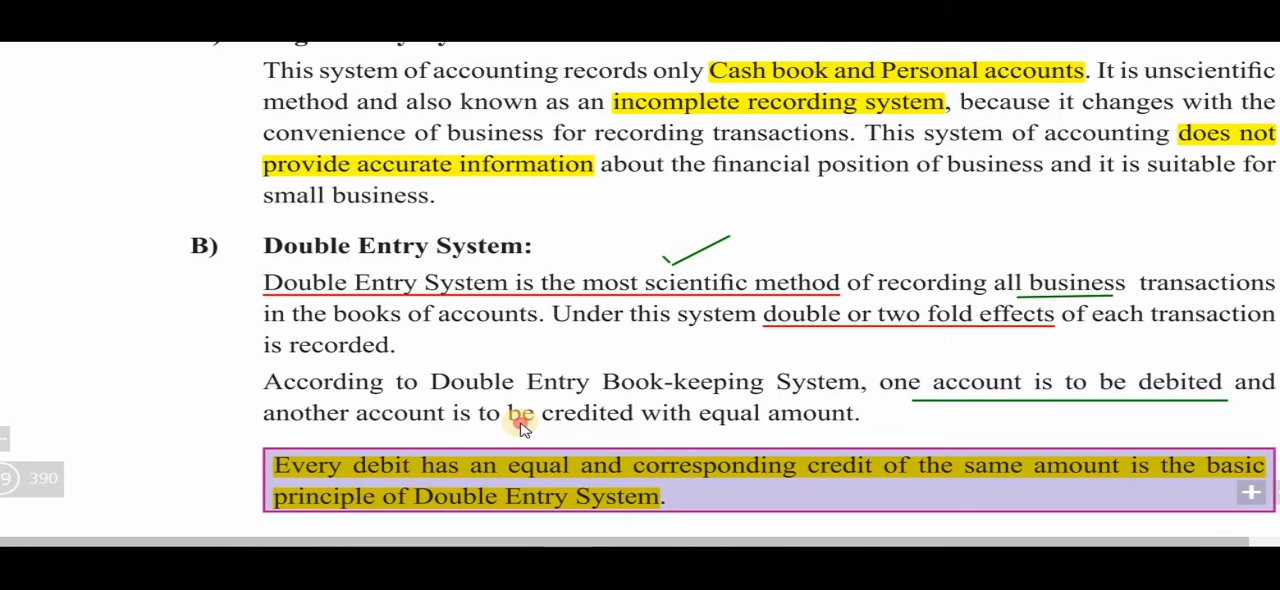 This system of accounting records only Cash book and Personal accounts. It is unscientific
method and also known as an incomplete recording system, because it changes with the
convenience of business for recording transactions. This system of accounting does not
provide accurate information about the financial position of business and it is suitable for
small business.
B) Double Entry System:
Double Entry System is the most scientific method of recording all business transactions
in the books of accounts. Under this system double or two fold effects of each transaction
is recorded.
According to Double Entry Book-keeping System, one account is to be debited and
another account is to be credited with equal amount.
Every debit has an equal and corresponding credit of the same amount is the basic
principle of Double Entry System.
9 390